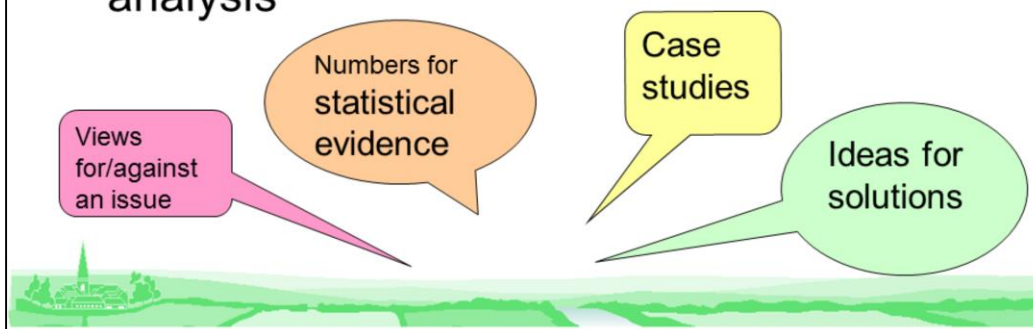 analysis
Numbers for
statistical
evidence
Case
studies
Views
for/against
an issue
Ideas for
solutions